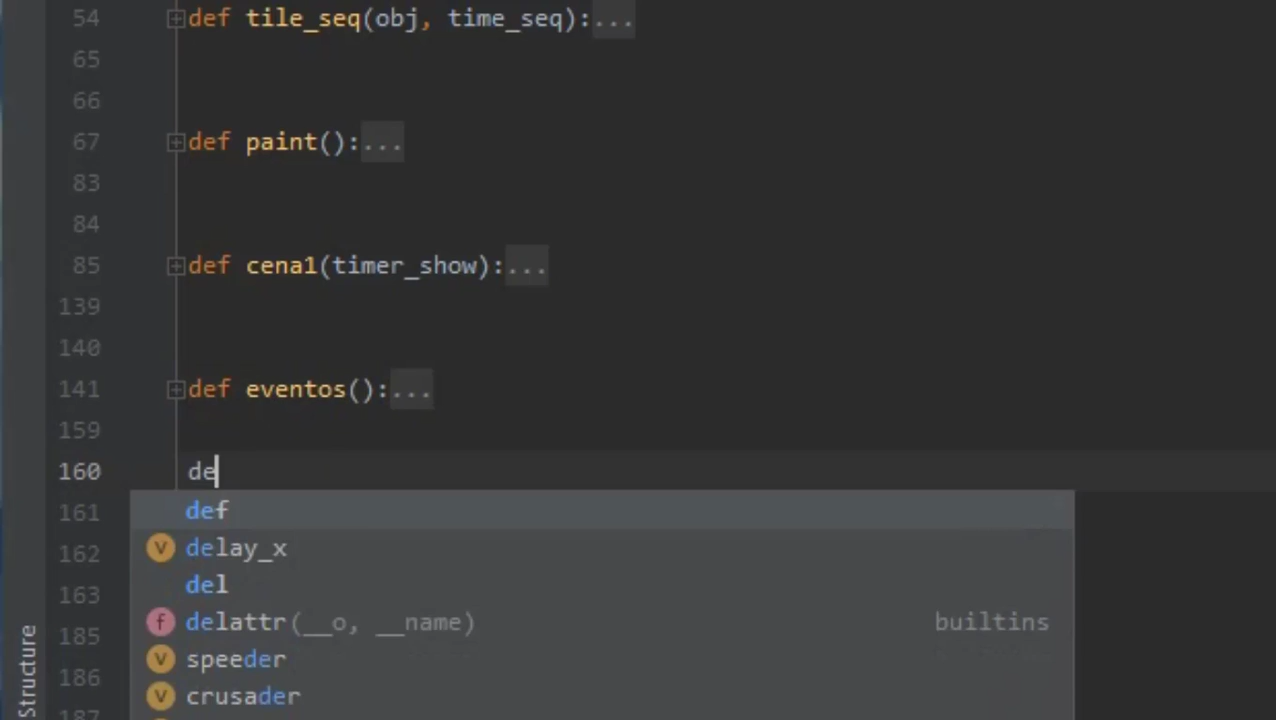 54 def tile_seq(obj, time_seq):...
65
66
67 def paint():...
83
84
85 def cena1(timer_show):...
139
140
141 def eventos():...
159
160 de
161 def
162 delay_x
163 del
185 delattr(__o, __name) builtins
186 speeder
187 crusader
Structure